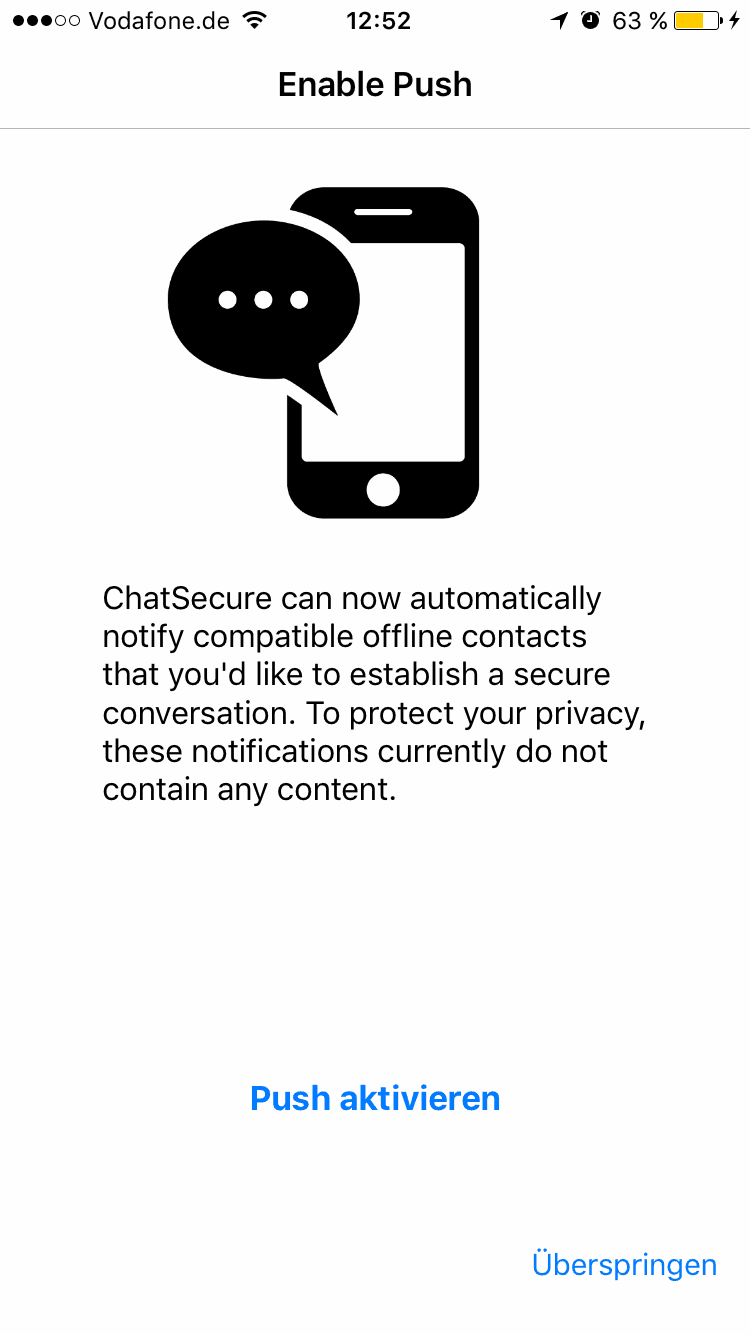 Vodafone.de 12:52 63 %
Enable Push
ChatSecure can now automatically
notify compatible offline contacts
that you'd like to establish a secure
conversation. To protect your privacy,
these notifications currently do not
contain any content.
Push aktivieren
Überspringen